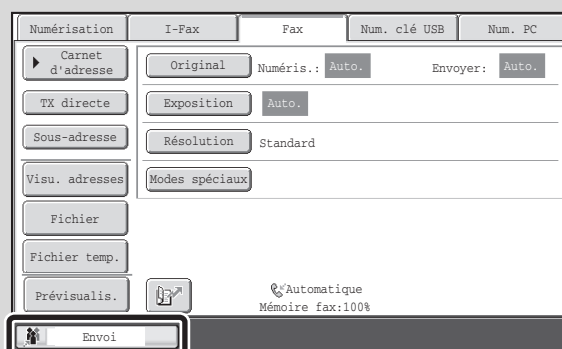 Numérisation I-Fax Fax Num. clé USB Num. PC
Carnet d'adresse
Original Numéris.: Auto. Envoyer: Auto.
TX directe
Exposition Auto.
Sous-adresse
Résolution Standard
Visu. adresses
Modes spéciaux
Fichier
Fichier temp.
Prévisualis.
Automatique
Mémoire fax:100%
Envoi